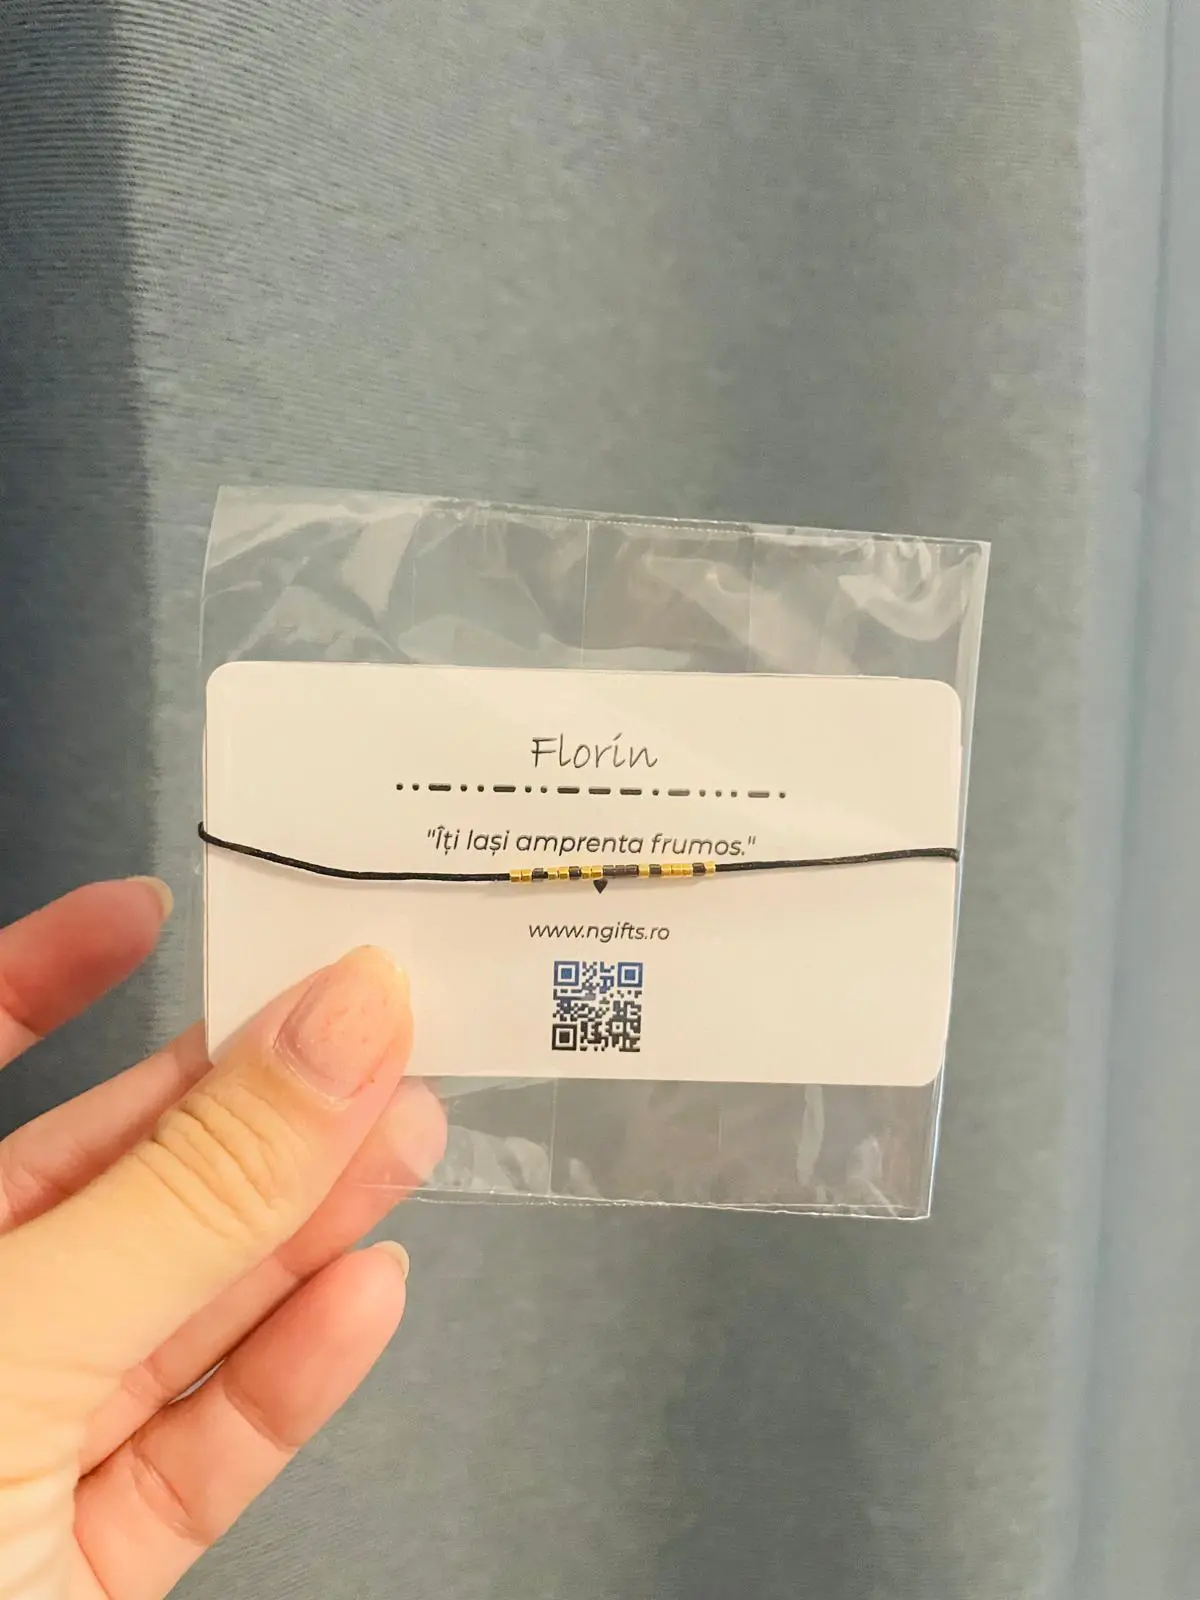 Florin
"Îți lași amprenta frumos."
www.ngifts.ro